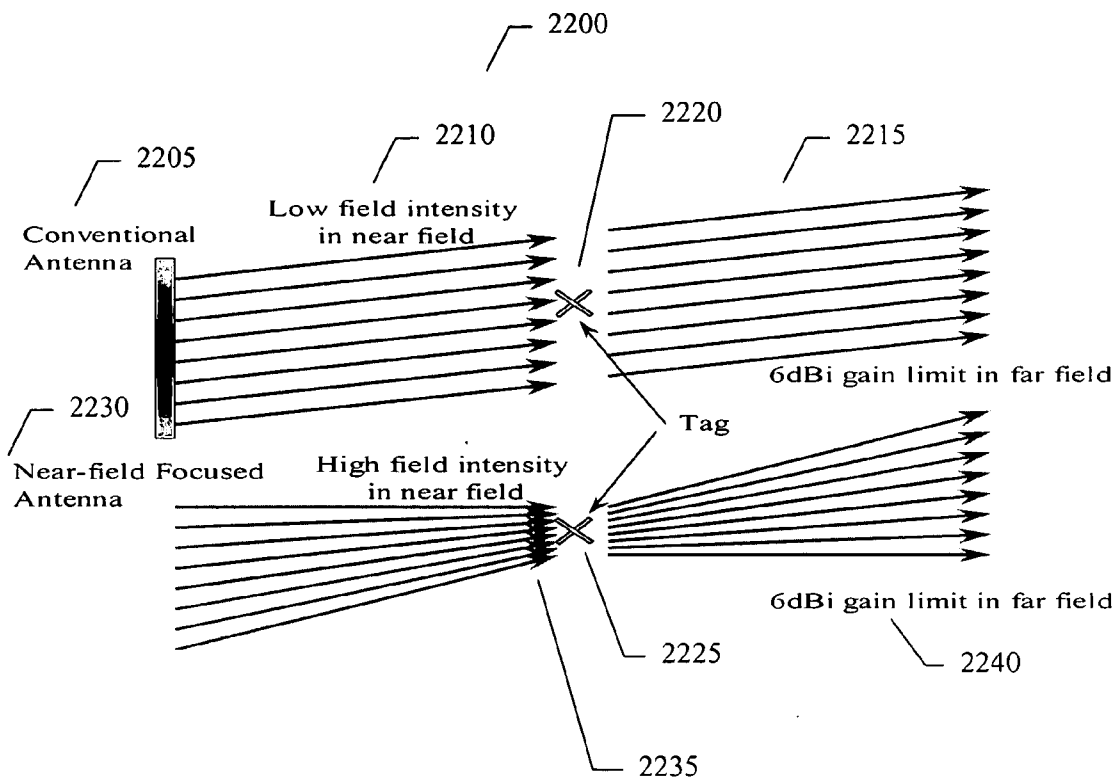 2200
2220
2210
2215
2205
Low field intensity
in near field
Conventional
Antenna
6dBi gain limit in far field
2230
Tag
Near-field Focused
Antenna
High field intensity
in near field
6dBi gain limit in far field
2225
2240
2235